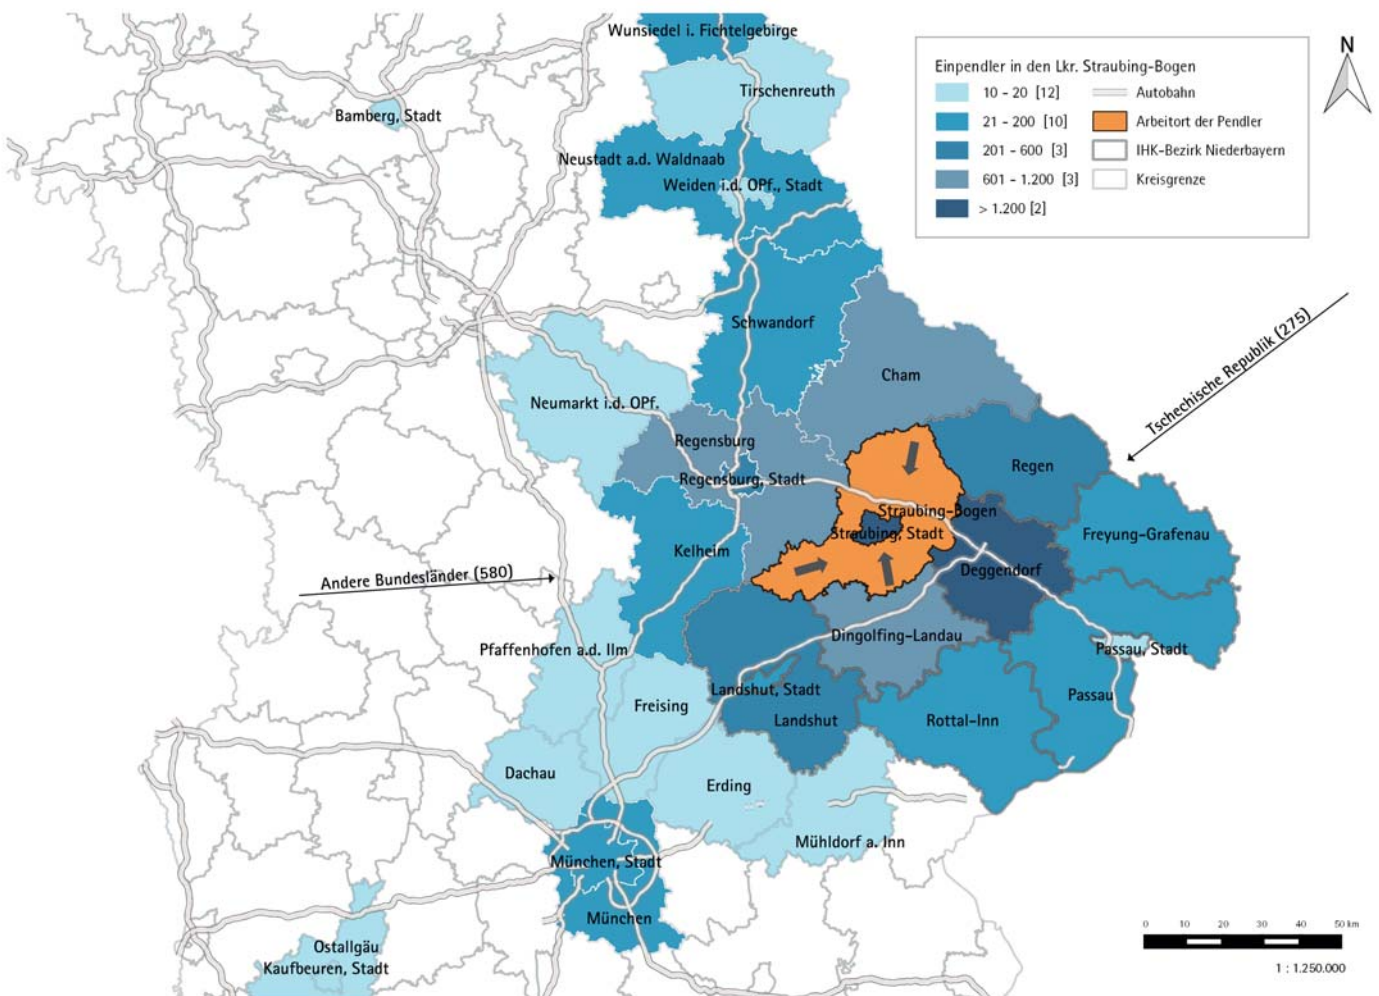 Wunsiedel i. Fichtelgebirge
Tirschenreuth
Bamberg, Stadt
Neustadt a.d. Waldnaab
Weiden i.d. OPf., Stadt
Einpendler in den Lkr. Straubing-Bogen
10 - 20 [12]
21 - 200 [10]
201 - 600 [3]
601 - 1.200 [3]
> 1.200 [2]
Autobahn
Arbeitort der Pendler
IHK-Bezirk Niederbayern
Kreisgrenze
N
Schwandorf
Tschechische Republik (275)
Cham
Neumarkt i.d. OPf.
Regensburg
Regensburg, Stadt
Regen
Straubing-Bogen
Straubing, Stadt
Freyung-Grafenau
Kelheim
Deggendorf
Andere Bundesländer (580)
Dingolfing-Landau
Pfaffenhofen a.d. Ilm
Passau, Stadt
Landshut, Stadt
Passau
Freising
Landshut
Rottal-Inn
Dachau
Erding
Mühldorf a. Inn
München, Stadt
München
Ostallgäu
Kaufbeuren, Stadt
0 10 20 30 40 50 km
1 : 1.250.000